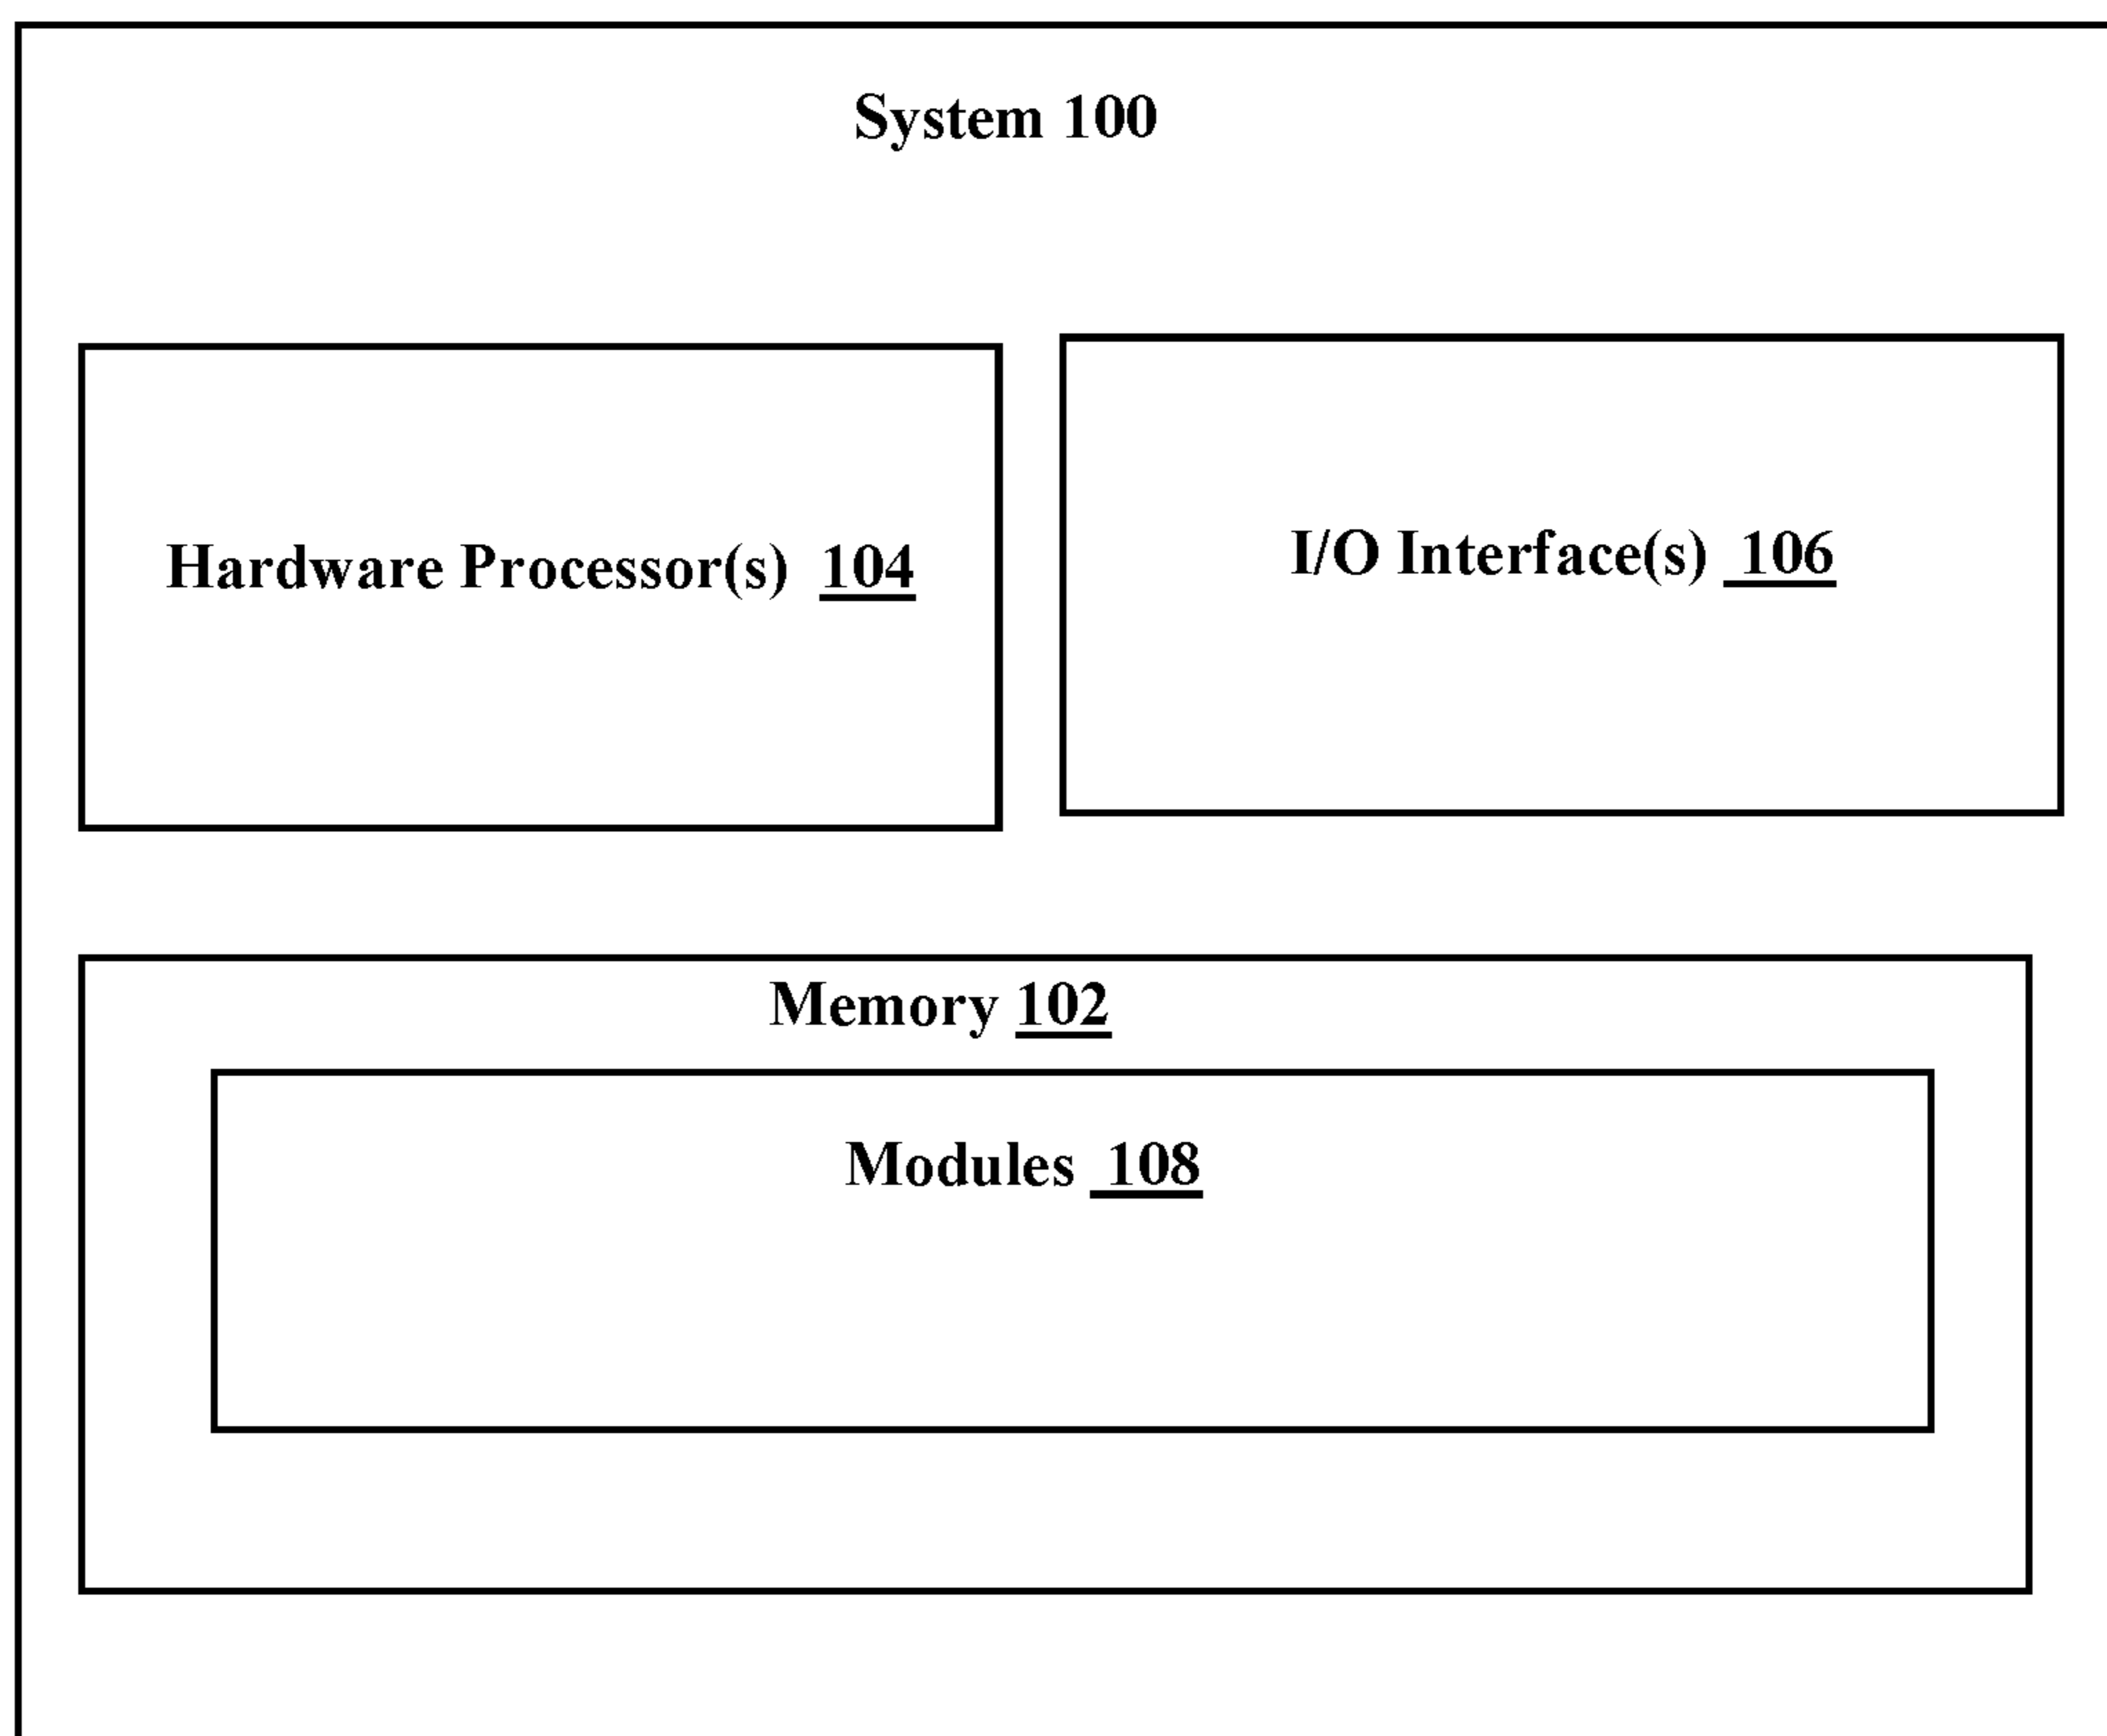 System 100
Hardware Processor(s) 104
I/O Interface(s) 106
Memory 102
Modules 108